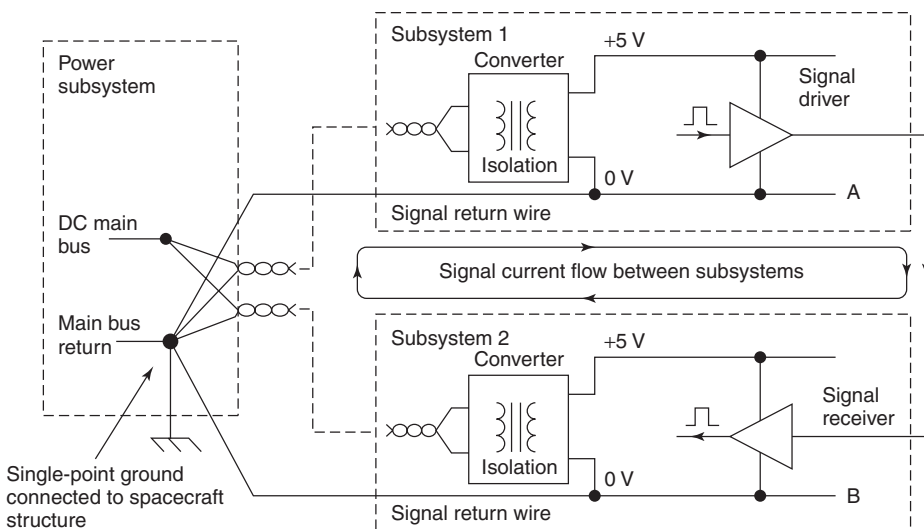 Power
subsystem
DC main
bus
Main bus
return
Single-point ground
connected to spacecraft
structure
Subsystem 1
Converter
Isolation
+5 V
0 V
Signal
driver
A
Signal return wire
Signal current flow between subsystems
Subsystem 2
Converter
Isolation
+5 V
0 V
Signal
receiver
B
Signal return wire